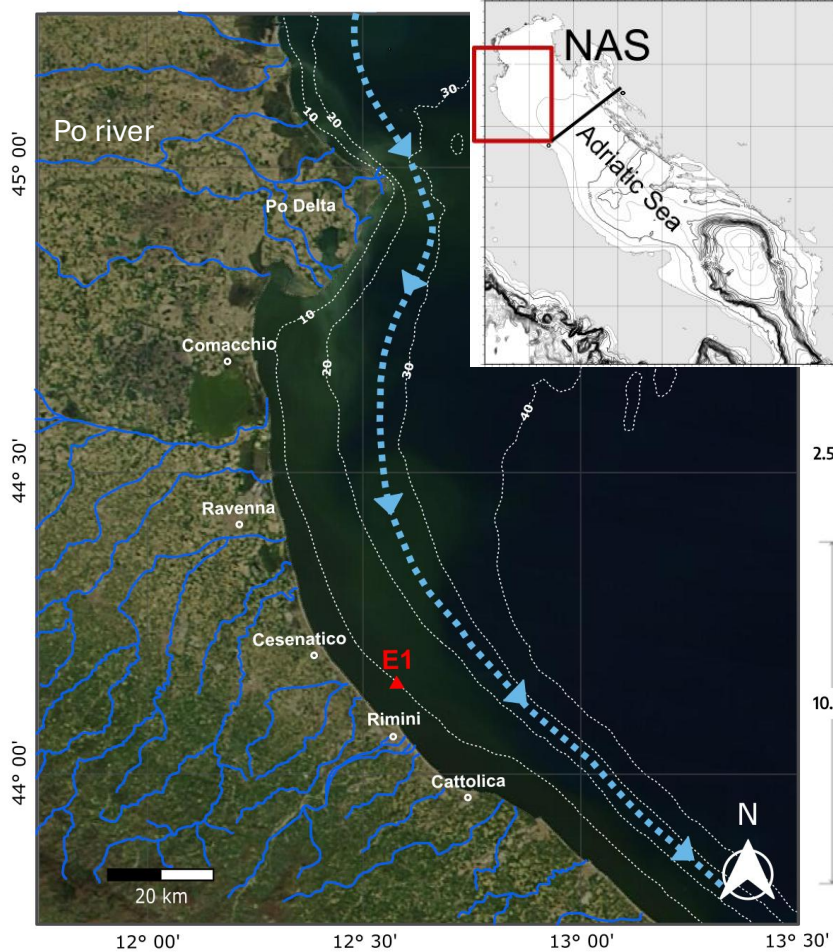 NAS
Adriatic Sea
Po river
Po Delta
10
20
30
10
20
30
40
Comacchio
Ravenna
Cesenatico
E1
Rimini
Cattolica
N
20 km
45° 00'
44° 30'
44° 00'
12° 00'
12° 30'
13° 00'
13° 30'
2.5
10.